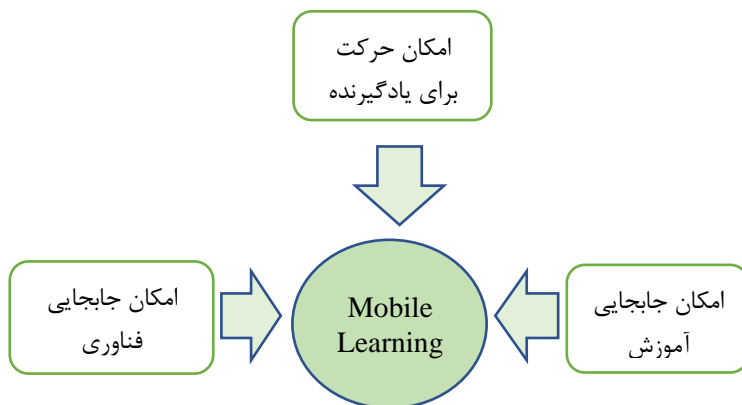 امکان حرکت
برای یادگیرنده
امکان جابجایی
آموزش
Mobile
Learning
امکان جابجایی
فناوری